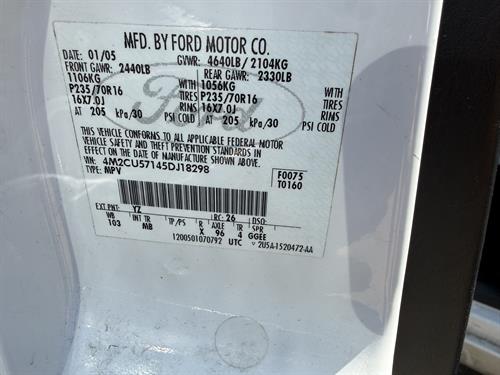 MFD. BY FORD MOTOR CO.
DATE: 01/05 GVWR: 4640LB / 2104KG
FRONT GAWR: 2440LB REAR GAWR: 2330LB
1106KG WITH 1056KG WITH
P235/70R16 TIRES P235/70R16 TIRES
16X7.0J RIMS 16X7.0J RIMS
AT 205 kPa/30 PSI COLD AT 205 kPa/30 PSI COLD
Ford
THIS VEHICLE CONFORMS TO ALL APPLICABLE FEDERAL MOTOR
VEHICLE SAFETY AND THEFT PREVENTION STANDARDS IN
EFFECT ON THE DATE OF MANUFACTURE SHOWN ABOVE.
VIN: 4M2CU57145DJ18298
TYPE: MPV
F0075
T0160
EXT PNT: YZ RC: 26 DSO:
WB INT TR TP/PS R AXLE TR SPR
103 MB X 96 4 GGEE
1200501070792 UTC 2U5A-1520472-AA